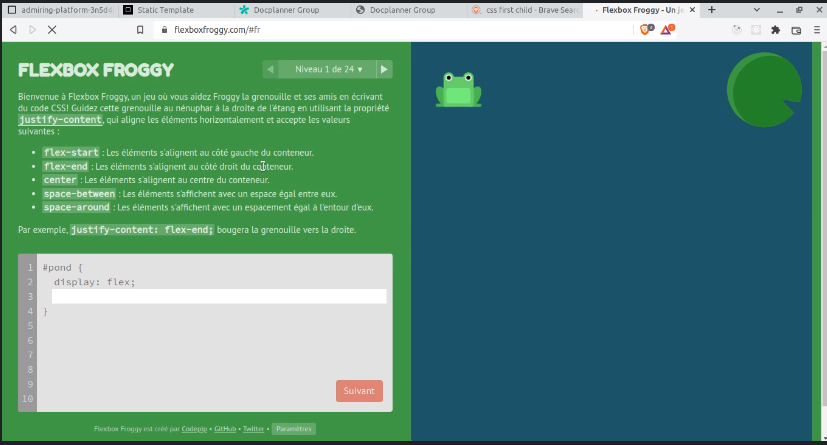 admiring-platform-3n5d4
Static Template
Docplanner Group
Docplanner Group
css first child - Brave Sear
Flexbox Froggy - Un je
flexboxfroggy.com/#fr
FLEXBOX FROGGY
Niveau 1 de 24 ▾
Bienvenue à Flexbox Froggy, un jeu où vous aidez Froggy la grenouille et ses amis en écrivant
du code CSS! Guidez cette grenouille au nénuphar à la droite de l'étang en utilisant la propriété
justify-content, qui aligne les éléments horizontalement et accepte les valeurs
suivantes :
• flex-start : Les éléments s'alignent au côté gauche du conteneur.
• flex-end : Les éléments s'alignent au côté droit du conteneur.
• center : Les éléments s'alignent au centre du conteneur.
• space-between : Les éléments s'affichent avec un espace égal entre eux.
• space-around : Les éléments s'affichent avec un espacement égal à l'entour d'eux.
Par exemple, justify-content: flex-end; bougera la grenouille vers la droite.
1 #pond {
2 display: flex;
3
4 }
5
6
7
8
9
10
Suivant
Flexbox Froggy est créé par Codepip • GitHub • Twitter • Paramètres